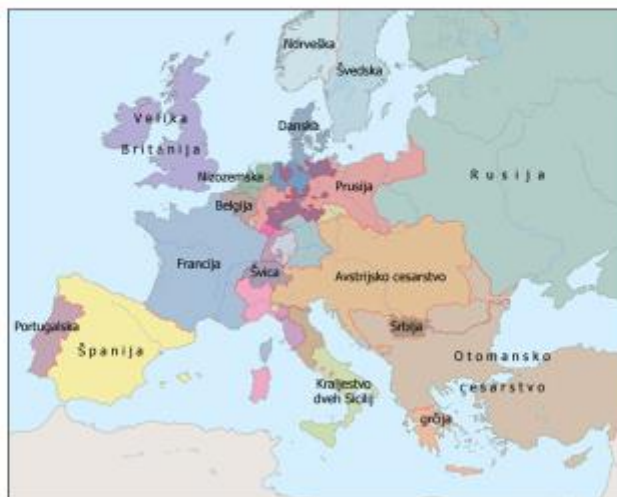 Norveška
Švedska
Velika
Britanija
Danska
Nizozemska
Prusija
Rusija
Belgija
Francija
Švica
Avstrijsko cesarstvo
Portugalska
Španija
Srbija
Otomansko
cesarstvo
Kraljestvo
dveh Sicilij
grčija